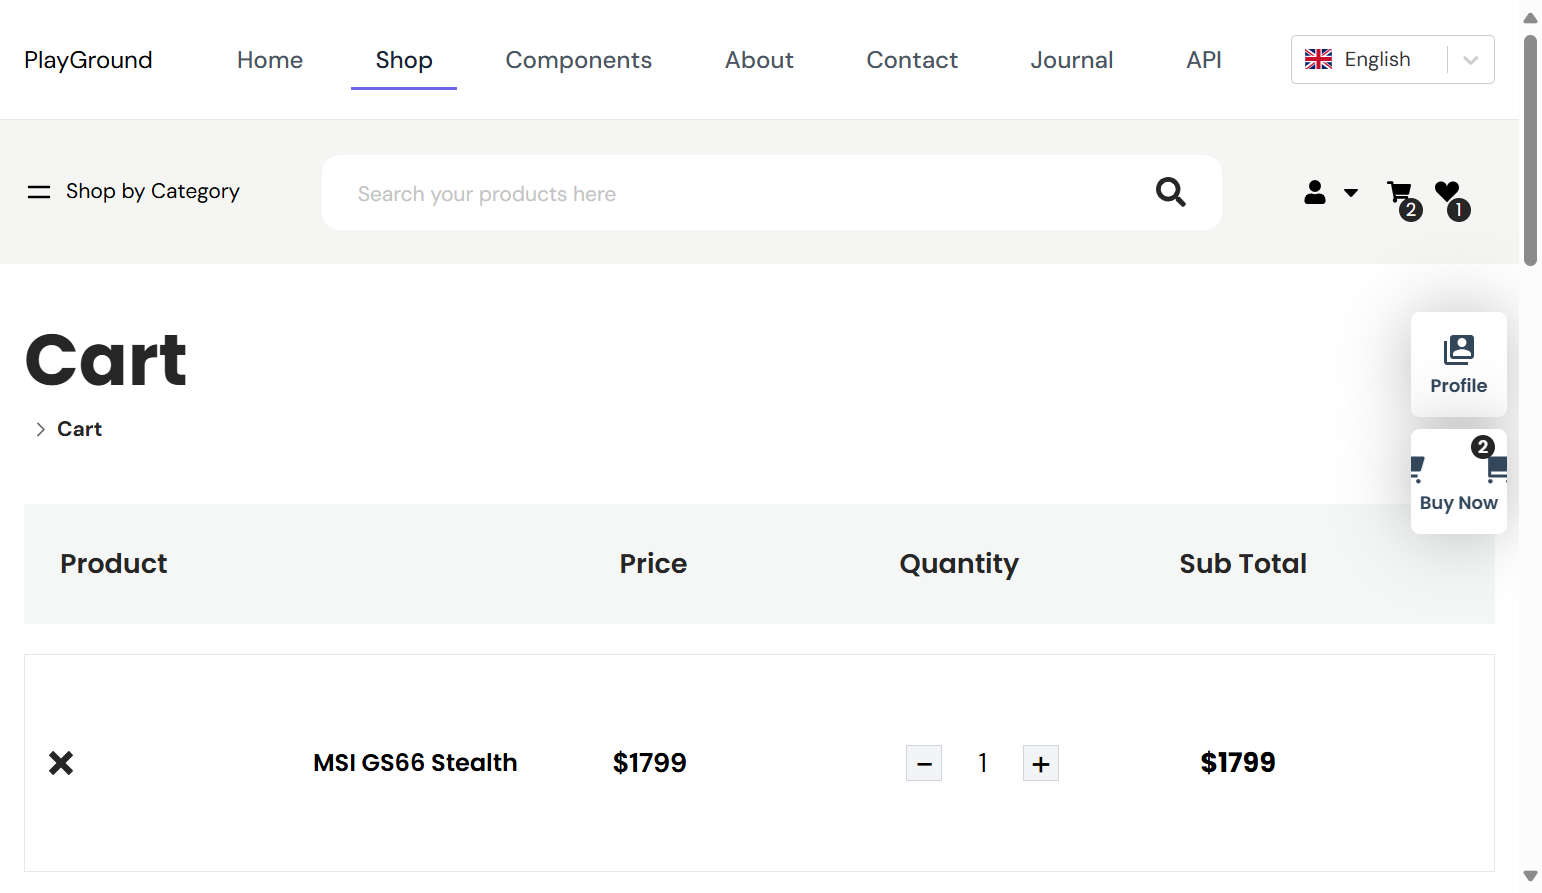 PlayGround Home Shop Components About Contact Journal API English
Shop by Category Search your products here 2 1
Cart
Cart
Profile
2
Buy Now
Product Price Quantity Sub Total
MSI GS66 Stealth $1799 − 1 + $1799